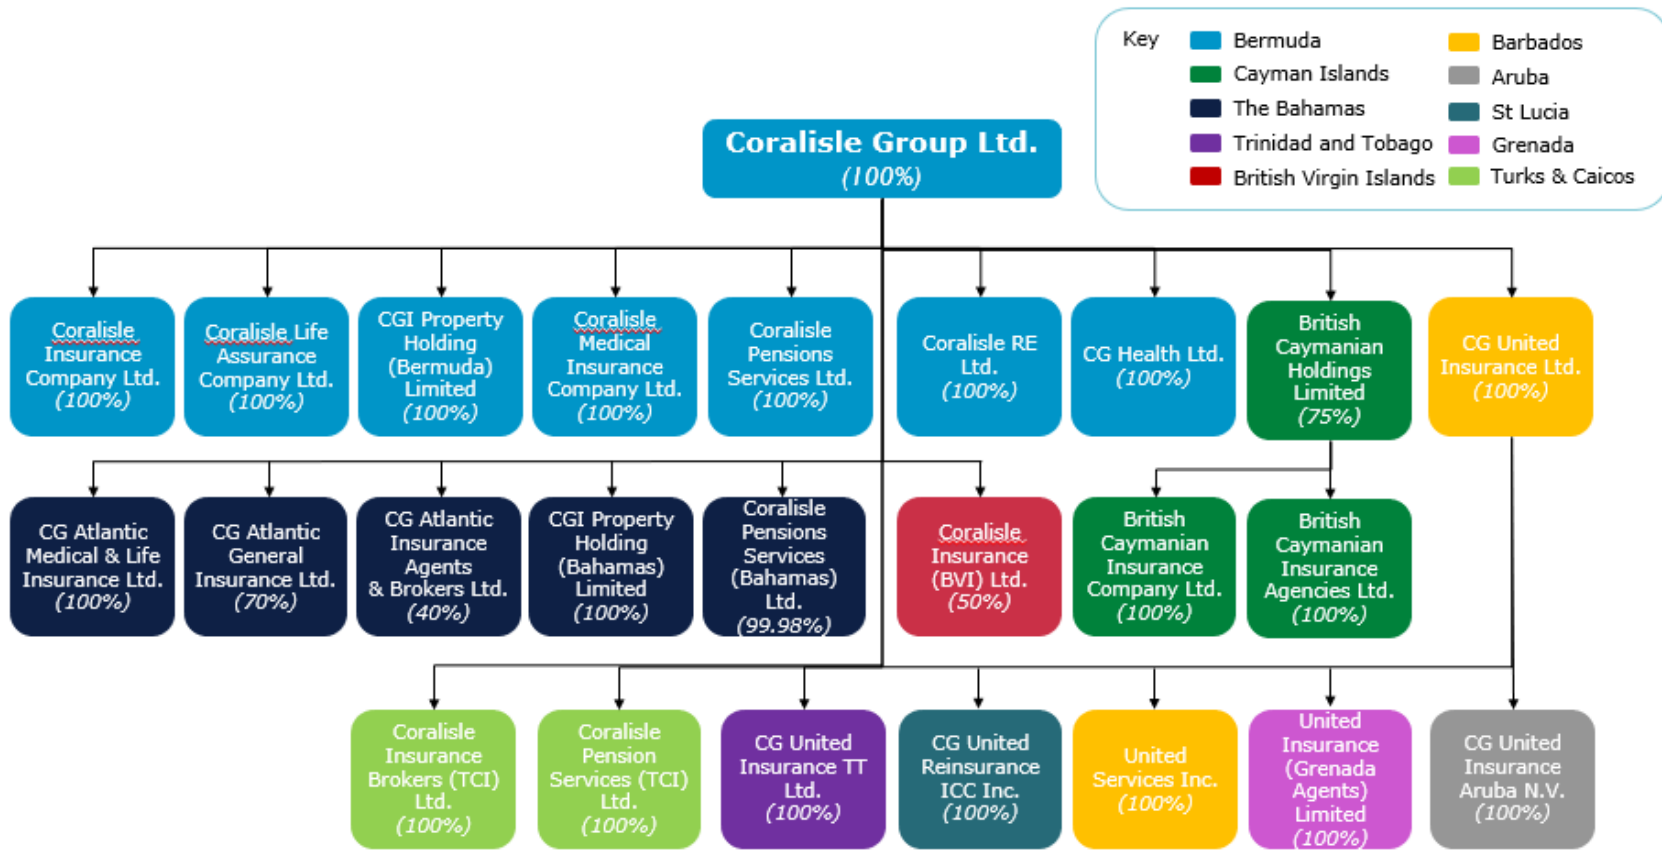 Key
Bermuda
Cayman Islands
The Bahamas
Trinidad and Tobago
British Virgin Islands
Barbados
Aruba
St Lucia
Grenada
Turks & Caicos
Coralisle Group Ltd.
(100%)
Coralisle
Insurance
Company Ltd.
(100%)
Coralisle Life
Assurance
Company Ltd.
(100%)
CGI Property
Holding
(Bermuda)
Limited
(100%)
Coralisle
Medical
Insurance
Company Ltd.
(100%)
Coralisle
Pensions
Services Ltd.
(100%)
Coralisle RE
Ltd.
(100%)
CG Health Ltd.
(100%)
British
Caymanian
Holdings
Limited
(75%)
CG United
Insurance Ltd.
(100%)
CG Atlantic
Medical & Life
Insurance Ltd.
(100%)
CG Atlantic
General
Insurance Ltd.
(70%)
CG Atlantic
Insurance
Agents
& Brokers Ltd.
(40%)
CGI Property
Holding
(Bahamas)
Limited
(100%)
Coralisle
Pensions
Services
(Bahamas)
Ltd.
(99.98%)
Coralisle
Insurance
(BVI) Ltd.
(50%)
British
Caymanian
Insurance
Company Ltd.
(100%)
British
Caymanian
Insurance
Agencies Ltd.
(100%)
Coralisle
Insurance
Brokers (TCI)
Ltd.
(100%)
Coralisle
Pension
Services (TCI)
Ltd.
(100%)
CG United
Insurance TT
Ltd.
(100%)
CG United
Reinsurance
ICC Inc.
(100%)
United
Services Inc.
(100%)
United
Insurance
(Grenada
Agents)
Limited
(100%)
CG United
Insurance
Aruba N.V.
(100%)